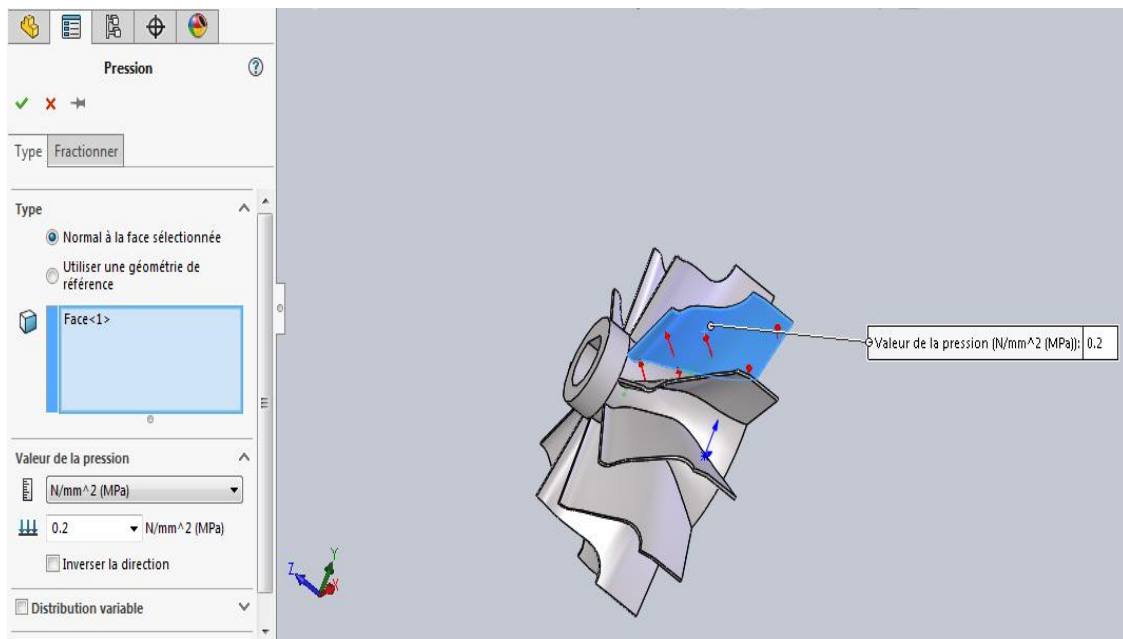 Pression
Type Fractionner
Type
Normal à la face sélectionnée
Utiliser une géométrie de
référence
Face<1>
Valeur de la pression
N/mm^2 (MPa)
0.2 N/mm^2 (MPa)
Inverser la direction
Distribution variable
Valeur de la pression (N/mm^2 (MPa)): 0.2
Z Y X